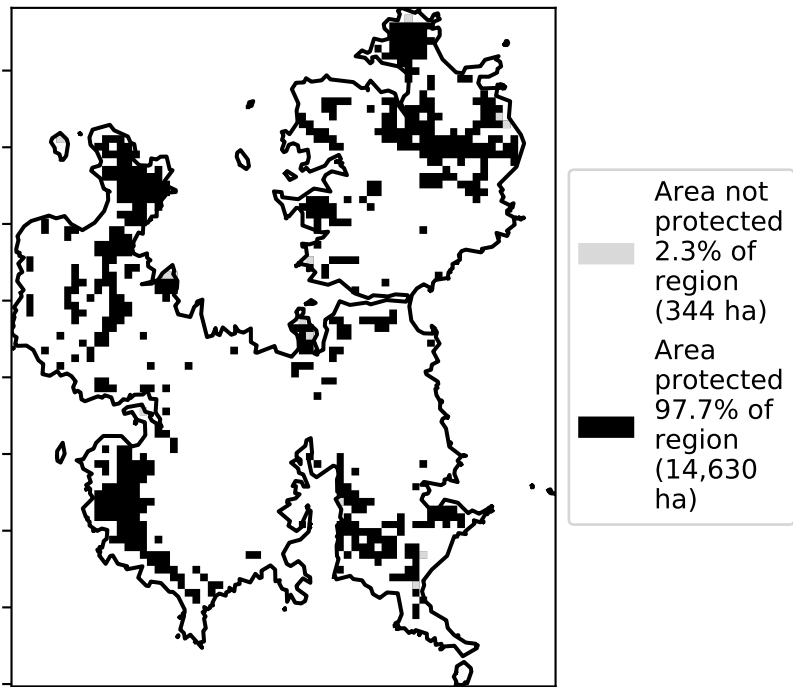 Area not
protected
2.3% of
region
(344 ha)
Area
protected
97.7% of
region
(14,630
ha)